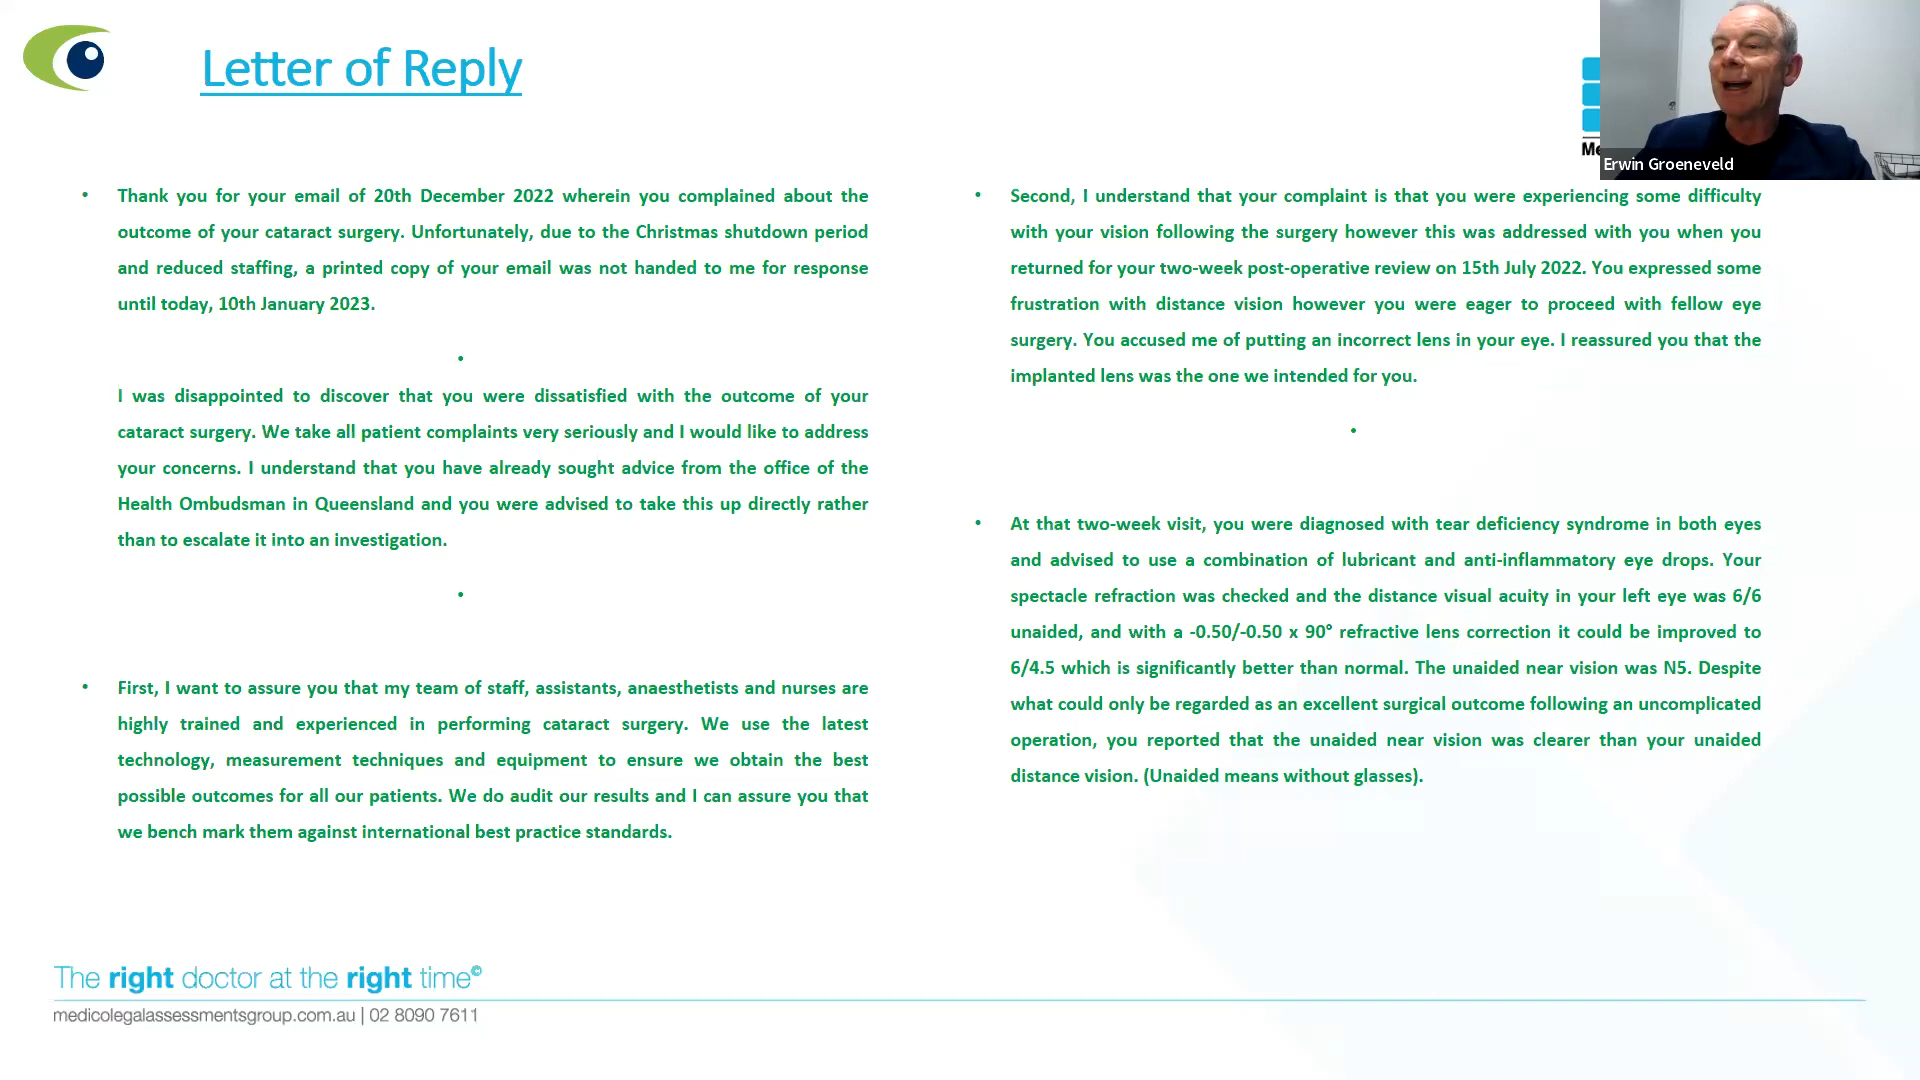 Letter of Reply
Me
Erwin Groeneveld
• Thank you for your email of 20th December 2022 wherein you complained about the
outcome of your cataract surgery. Unfortunately, due to the Christmas shutdown period
and reduced staffing, a printed copy of your email was not handed to me for response
until today, 10th January 2023.
•
I was disappointed to discover that you were dissatisfied with the outcome of your
cataract surgery. We take all patient complaints very seriously and I would like to address
your concerns. I understand that you have already sought advice from the office of the
Health Ombudsman in Queensland and you were advised to take this up directly rather
than to escalate it into an investigation.
•
• First, I want to assure you that my team of staff, assistants, anaesthetists and nurses are
highly trained and experienced in performing cataract surgery. We use the latest
technology, measurement techniques and equipment to ensure we obtain the best
possible outcomes for all our patients. We do audit our results and I can assure you that
we bench mark them against international best practice standards.
• Second, I understand that your complaint is that you were experiencing some difficulty
with your vision following the surgery however this was addressed with you when you
returned for your two-week post-operative review on 15th July 2022. You expressed some
frustration with distance vision however you were eager to proceed with fellow eye
surgery. You accused me of putting an incorrect lens in your eye. I reassured you that the
implanted lens was the one we intended for you.
•
• At that two-week visit, you were diagnosed with tear deficiency syndrome in both eyes
and advised to use a combination of lubricant and anti-inflammatory eye drops. Your
spectacle refraction was checked and the distance visual acuity in your left eye was 6/6
unaided, and with a -0.50/-0.50 x 90° refractive lens correction it could be improved to
6/4.5 which is significantly better than normal. The unaided near vision was N5. Despite
what could only be regarded as an excellent surgical outcome following an uncomplicated
operation, you reported that the unaided near vision was clearer than your unaided
distance vision. (Unaided means without glasses).
The right doctor at the right time©
medicolegalassessmentsgroup.com.au | 02 8090 7611